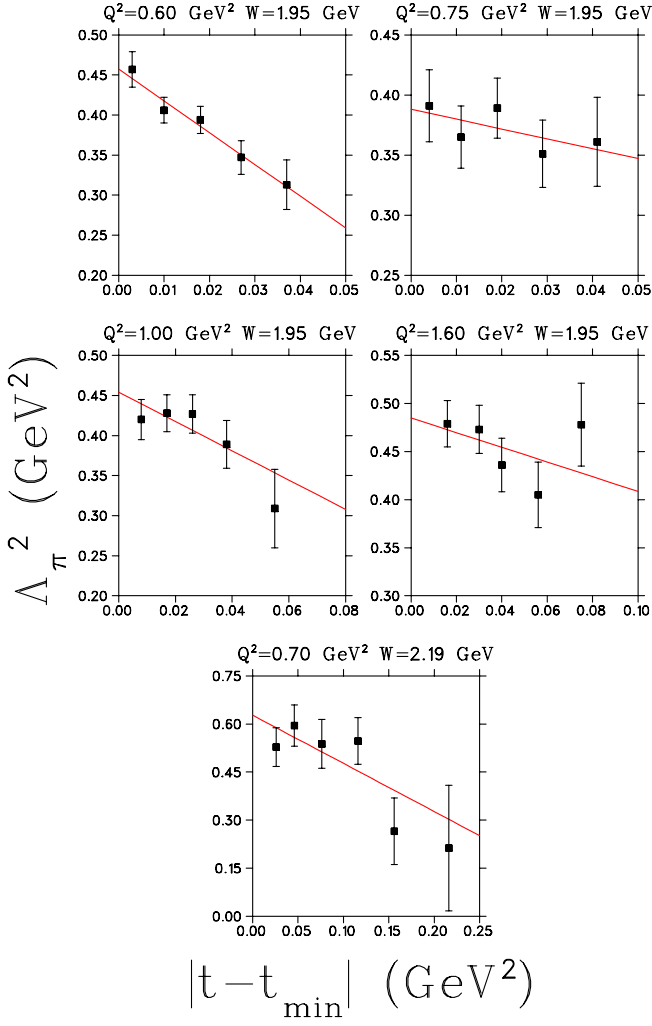 Q²=0.60 GeV² W=1.95 GeV Q²=0.75 GeV² W=1.95 GeV
0.50 0.45 0.40 0.35 0.30 0.25 0.20
0.00 0.01 0.02 0.03 0.04 0.05
0.45 0.40 0.35 0.30 0.25
0.00 0.01 0.02 0.03 0.04 0.05
Q²=1.00 GeV² W=1.95 GeV Q²=1.60 GeV² W=1.95 GeV
0.50 0.45 0.40 0.35 0.30 0.25 0.20
0.00 0.02 0.04 0.06 0.08
0.55 0.50 0.45 0.40 0.35 0.30
0.00 0.02 0.04 0.06 0.08 0.10
Λπ² (GeV²)
Q²=0.70 GeV² W=2.19 GeV
0.75 0.60 0.45 0.30 0.15 0.00
0.00 0.05 0.10 0.15 0.20 0.25
|t−tmin| (GeV²)